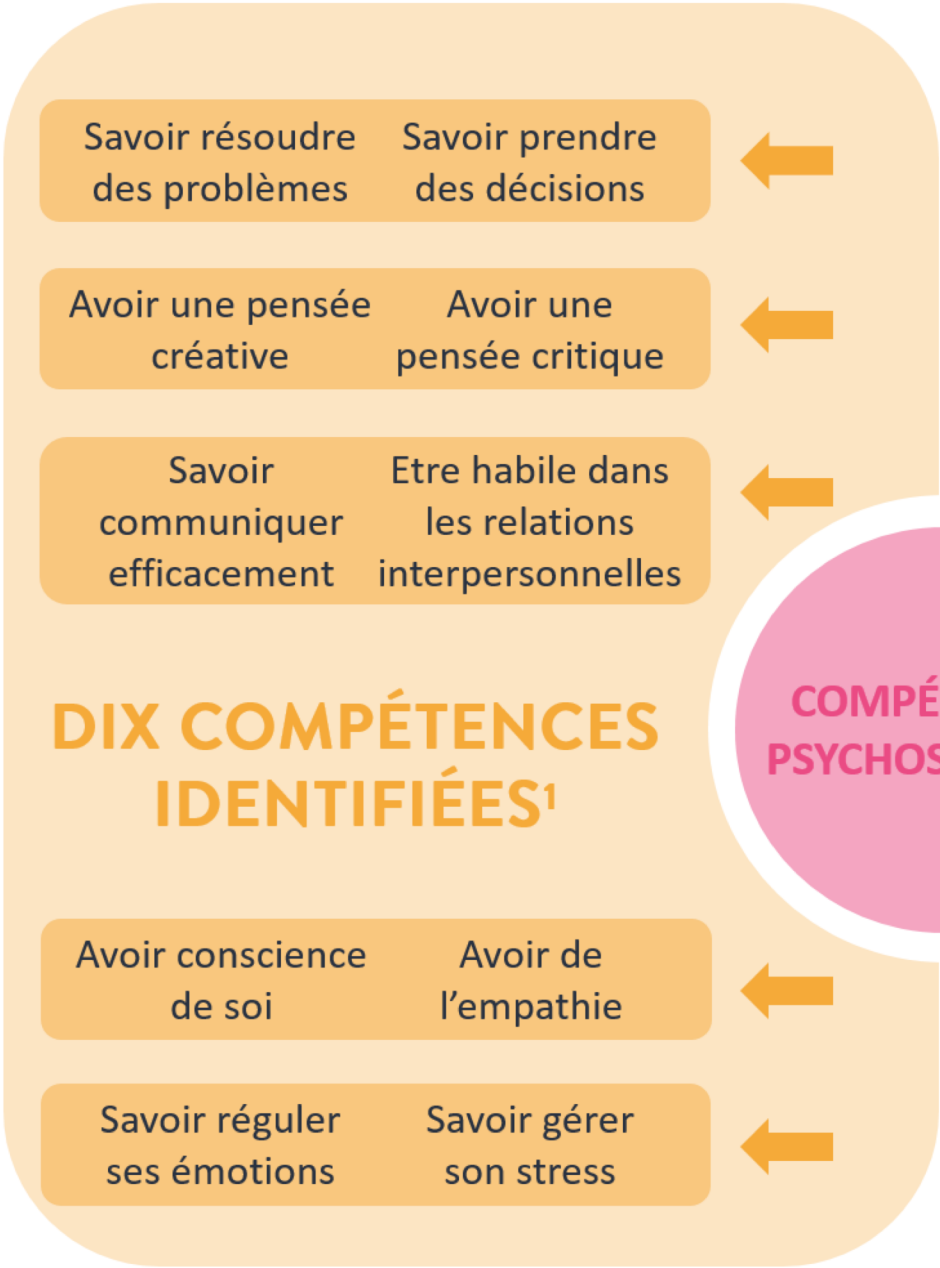 Savoir résoudre
des problèmes
Savoir prendre
des décisions
Avoir une pensée
créative
Avoir une
pensée critique
Savoir
communiquer
efficacement
Etre habile dans
les relations
interpersonnelles
DIX COMPÉTENCES
IDENTIFIÉES¹
COMPÉ
PSYCHOS
Avoir conscience
de soi
Avoir de
l’empathie
Savoir réguler
ses émotions
Savoir gérer
son stress